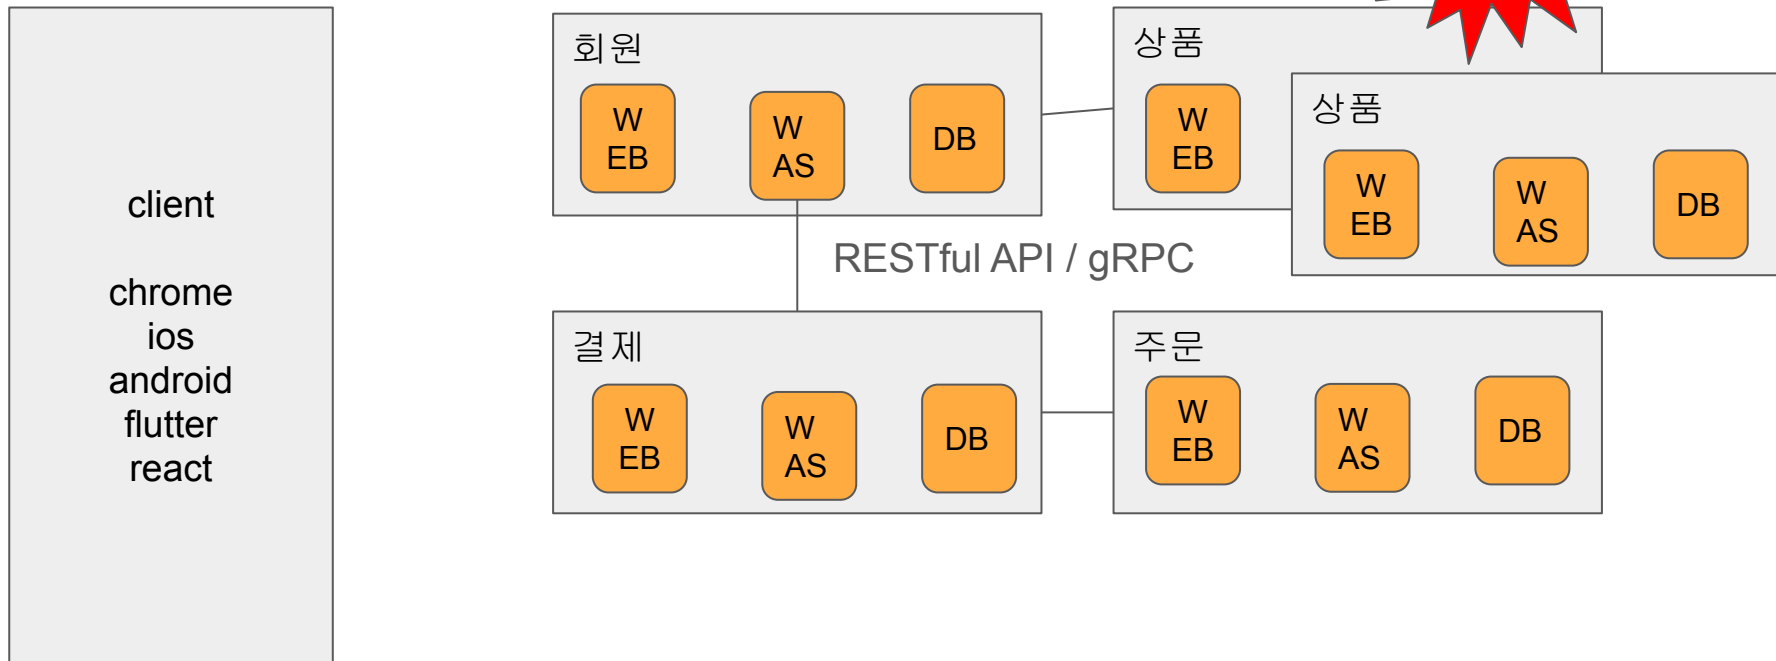 client
chrome
ios
android
flutter
react
회원
W
EB
W
AS
DB
상품
W
EB
상품
W
EB
W
AS
DB
RESTful API / gRPC
결제
W
EB
W
AS
DB
주문
W
EB
W
AS
DB